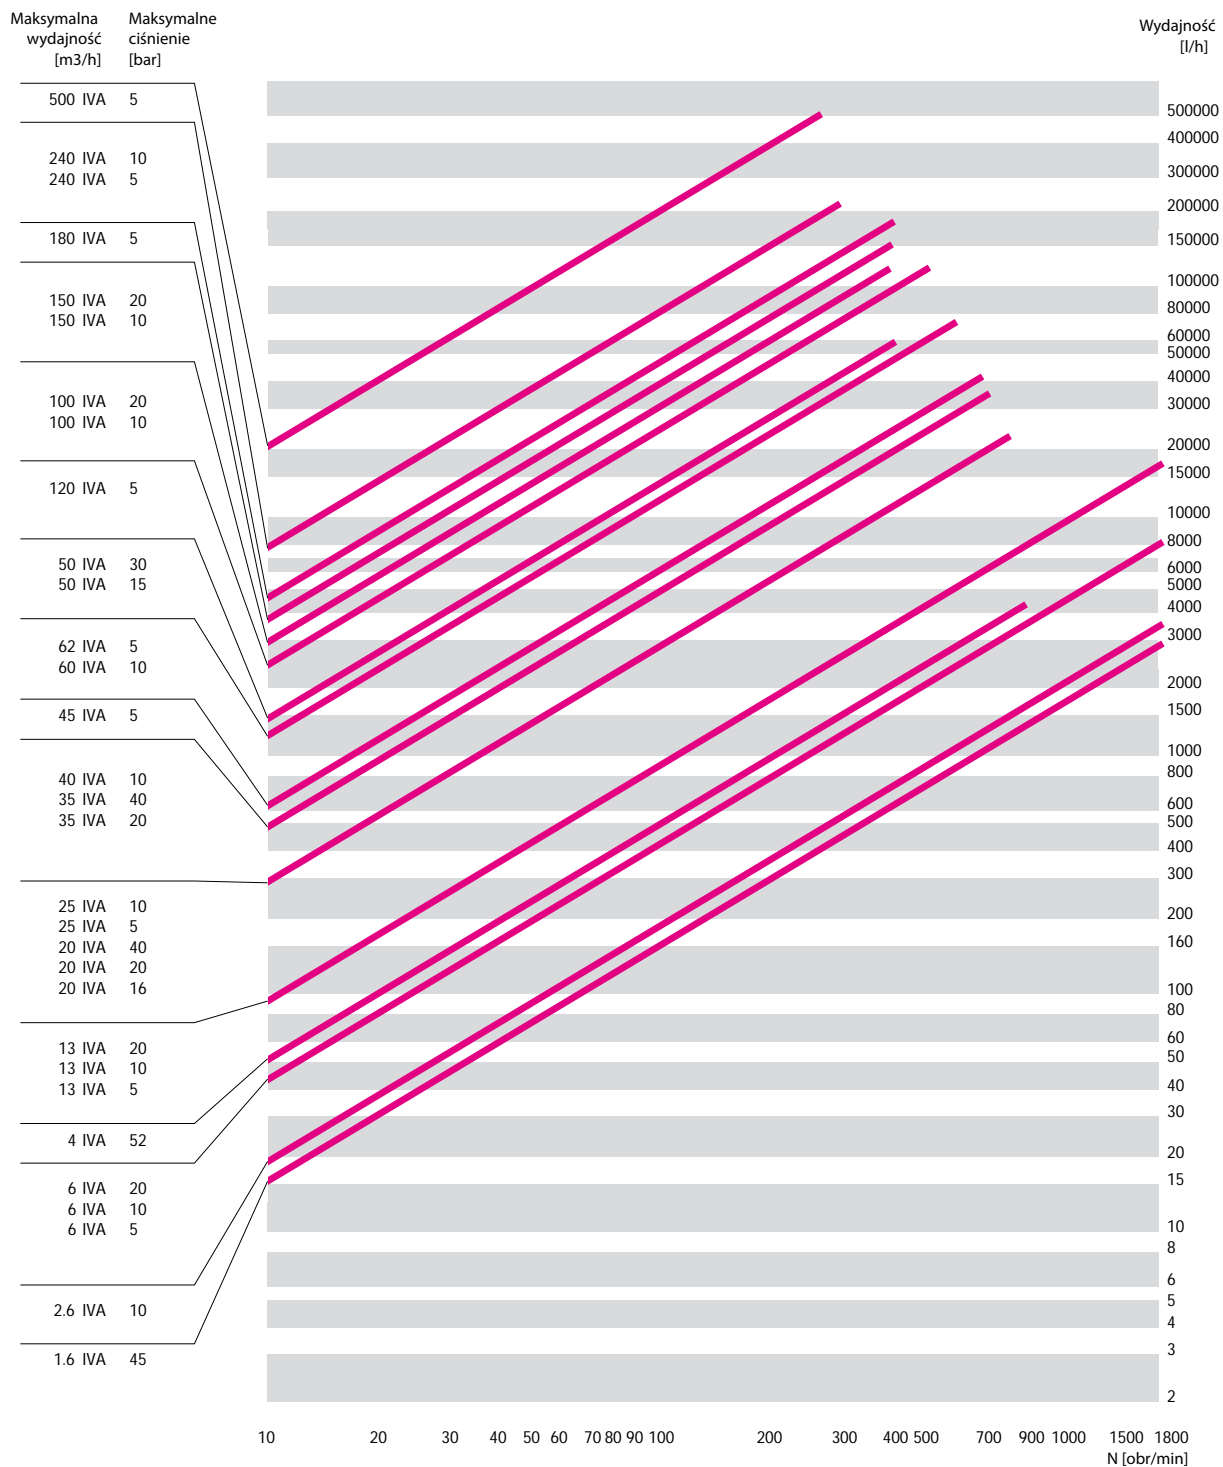 Maksymalna wydajność [m3/h]
Maksymalne ciśnienie [bar]
Wydajność [l/h]
500 IVA 5
240 IVA 10
240 IVA 5
180 IVA 5
150 IVA 20
150 IVA 10
100 IVA 20
100 IVA 10
120 IVA 5
50 IVA 30
50 IVA 15
62 IVA 5
60 IVA 10
45 IVA 5
40 IVA 10
35 IVA 40
35 IVA 20
25 IVA 10
25 IVA 5
20 IVA 40
20 IVA 20
20 IVA 16
13 IVA 20
13 IVA 10
13 IVA 5
4 IVA 52
6 IVA 20
6 IVA 10
6 IVA 5
2.6 IVA 10
1.6 IVA 45
500000
400000
300000
200000
150000
100000
80000
60000
50000
40000
30000
20000
15000
10000
8000
6000
5000
4000
3000
2000
1500
1000
800
600
500
400
300
200
160
100
80
60
50
40
30
20
15
10
8
6
5
4
3
2
10 20 30 40 50 60 70 80 90 100 200 300 400 500 700 900 1000 1500 1800
N [obr/min]